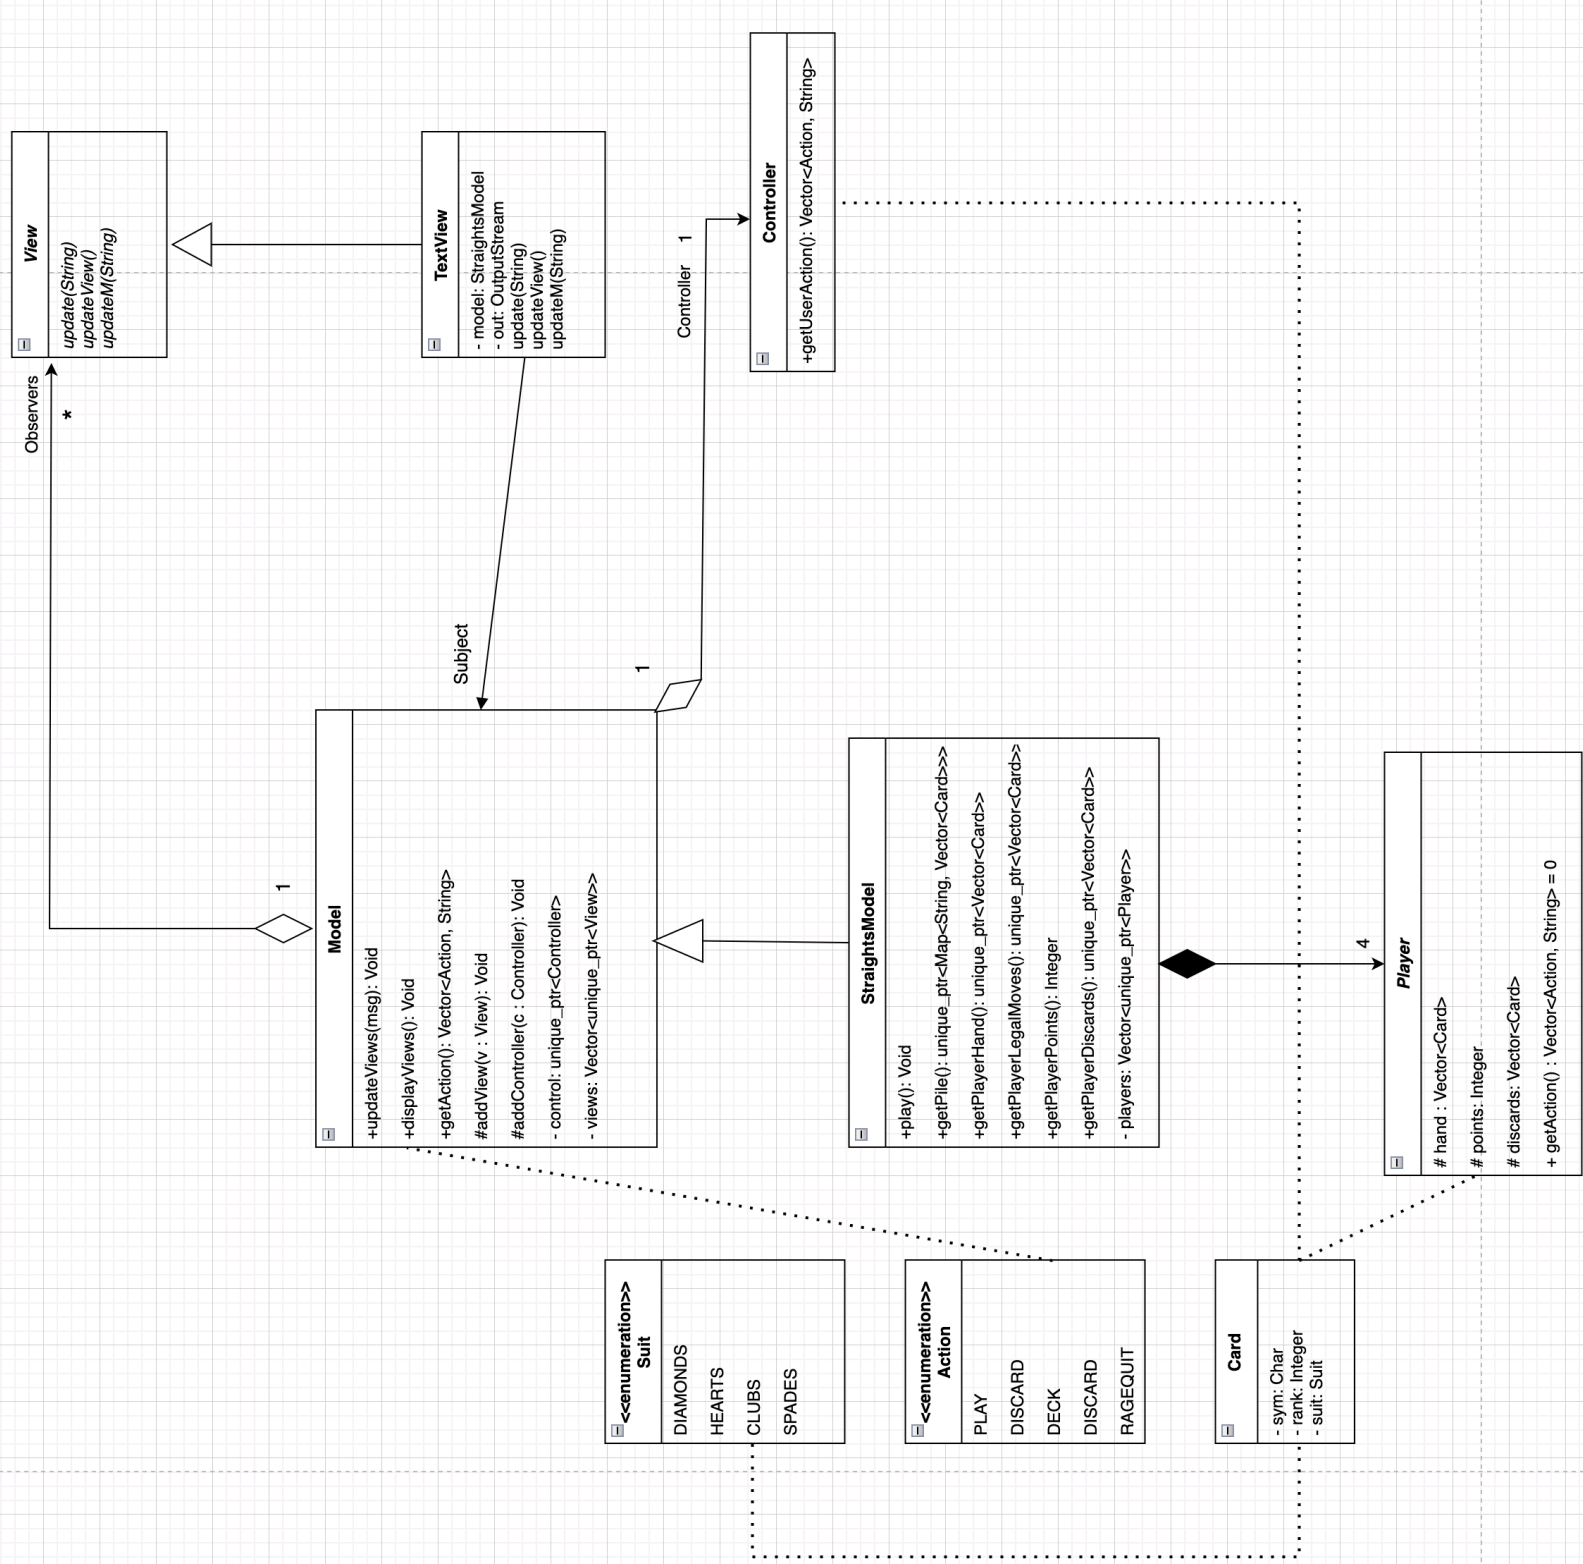 View
update(String)
updateView()
updateM(String)
Observers
*
1
TextView
- model: StraightsModel
- out: OutputStream
update(String)
updateView()
updateM(String)
Subject
Controller 1
1
Controller
+getUserAction(): Vector<Action, String>
Model
+updateViews(msg): Void
+displayViews(): Void
+getAction(): Vector<Action, String>
#addView(v : View): Void
#addController(c : Controller): Void
- control: unique_ptr<Controller>
- views: Vector<unique_ptr<View>>
StraightsModel
+play(): Void
+getPile(): unique_ptr<Map<String, Vector<Card>>>
+getPlayerHand(): unique_ptr<Vector<Card>>
+getPlayerLegalMoves(): unique_ptr<Vector<Card>>
+getPlayerPoints(): Integer
+getPlayerDiscards(): unique_ptr<Vector<Card>>
- players: Vector<unique_ptr<Player>>
4
Player
# hand : Vector<Card>
# points: Integer
# discards: Vector<Card>
+ getAction() : Vector<Action, String> = 0
<<enumeration>>
Suit
DIAMONDS
HEARTS
CLUBS
SPADES
<<enumeration>>
Action
PLAY
DISCARD
DECK
DISCARD
RAGEQUIT
Card
- sym: Char
- rank: Integer
- suit: Suit